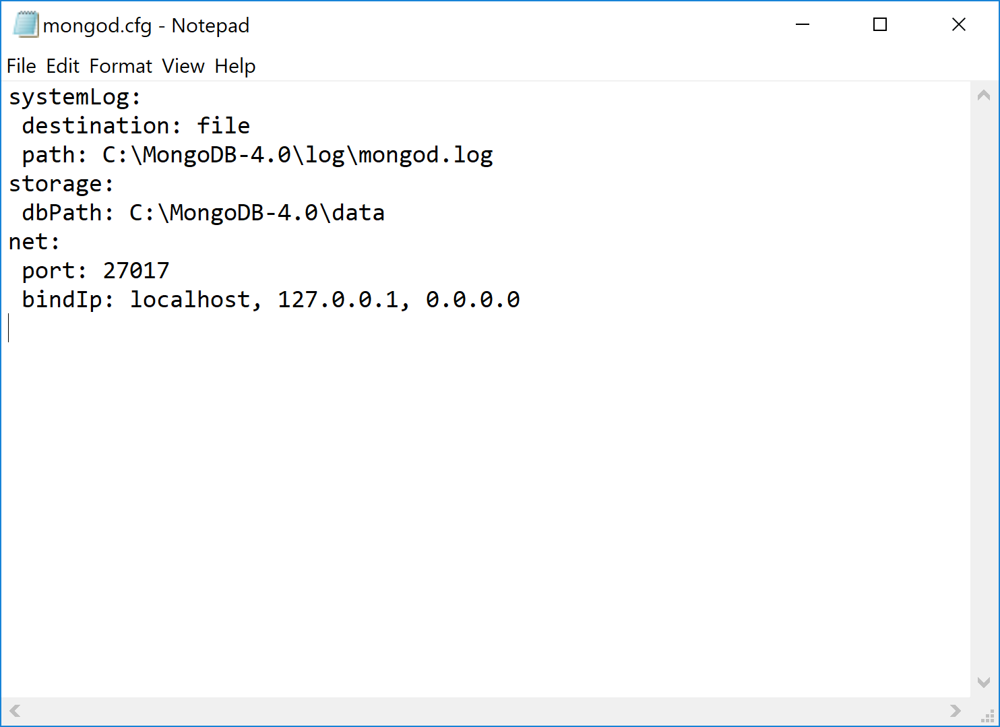 mongod.cfg - Notepad
File Edit Format View Help
systemLog:
 destination: file
 path: C:\MongoDB-4.0\log\mongod.log
storage:
 dbPath: C:\MongoDB-4.0\data
net:
 port: 27017
 bindIp: localhost, 127.0.0.1, 0.0.0.0